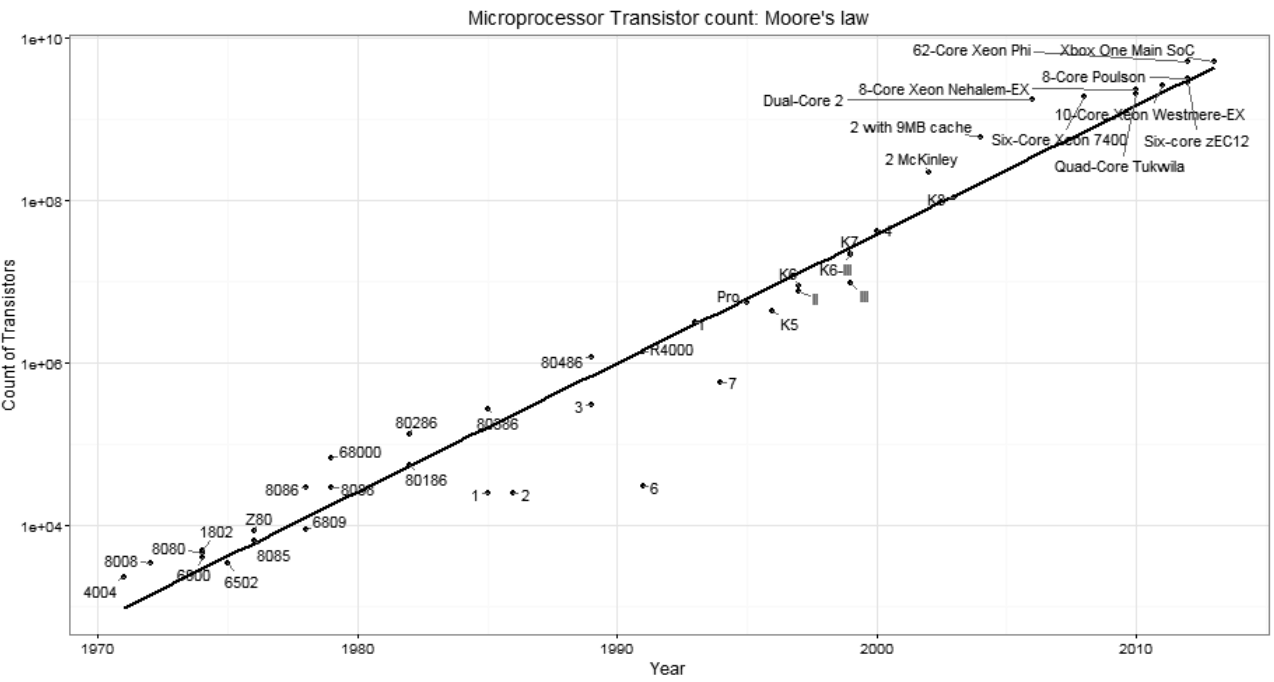 Microprocessor Transistor count: Moore's law
1e+10
62-Core Xeon Phi
Xbox One Main SoC
8-Core Poulson
8-Core Xeon Nehalem-EX
Dual-Core 2
10-Core Xeon Westmere-EX
2 with 9MB cache
Six-Core Xeon 7400
Six-core zEC12
2 McKinley
Quad-Core Tukwila
1e+08
K8
4
K7
K6-III
K6
III
II
Pro
K5
1
1e+06
R4000
80486
7
3
80286
80386
68000
80186
8086
8088
1
2
6
1e+04
Z80
6809
1802
8080
8085
8008
6800
6502
4004
1970
1980
1990
2000
2010
Year
Count of Transistors